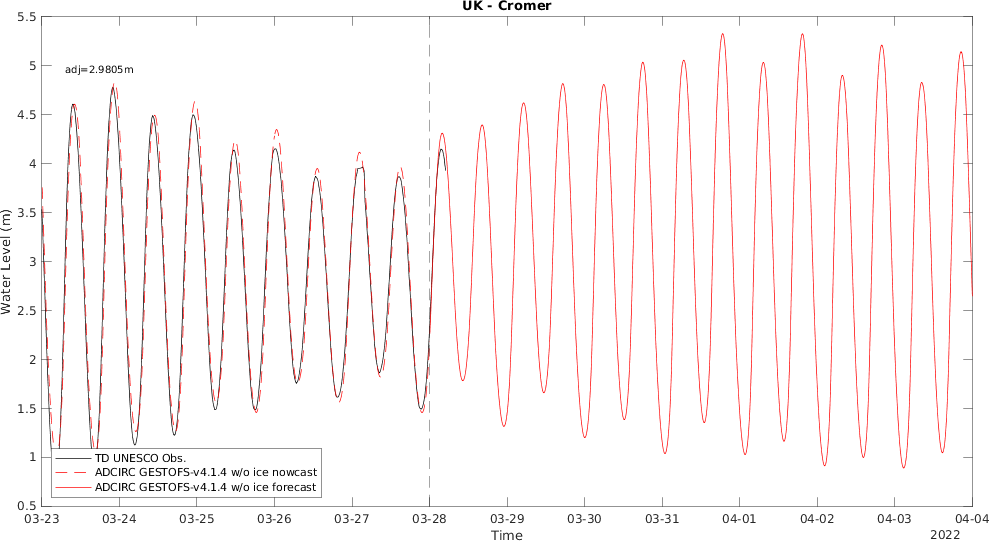 UK - Cromer
adj=2.9805m
5.5
5
4.5
4
3.5
3
2.5
2
1.5
1
0.5
Water Level (m)
TD UNESCO Obs.
ADCIRC GESTOFS-v4.1.4 w/o ice nowcast
ADCIRC GESTOFS-v4.1.4 w/o ice forecast
03-23 03-24 03-25 03-26 03-27 03-28 03-29 03-30 03-31 04-01 04-02 04-03 04-04
Time
2022